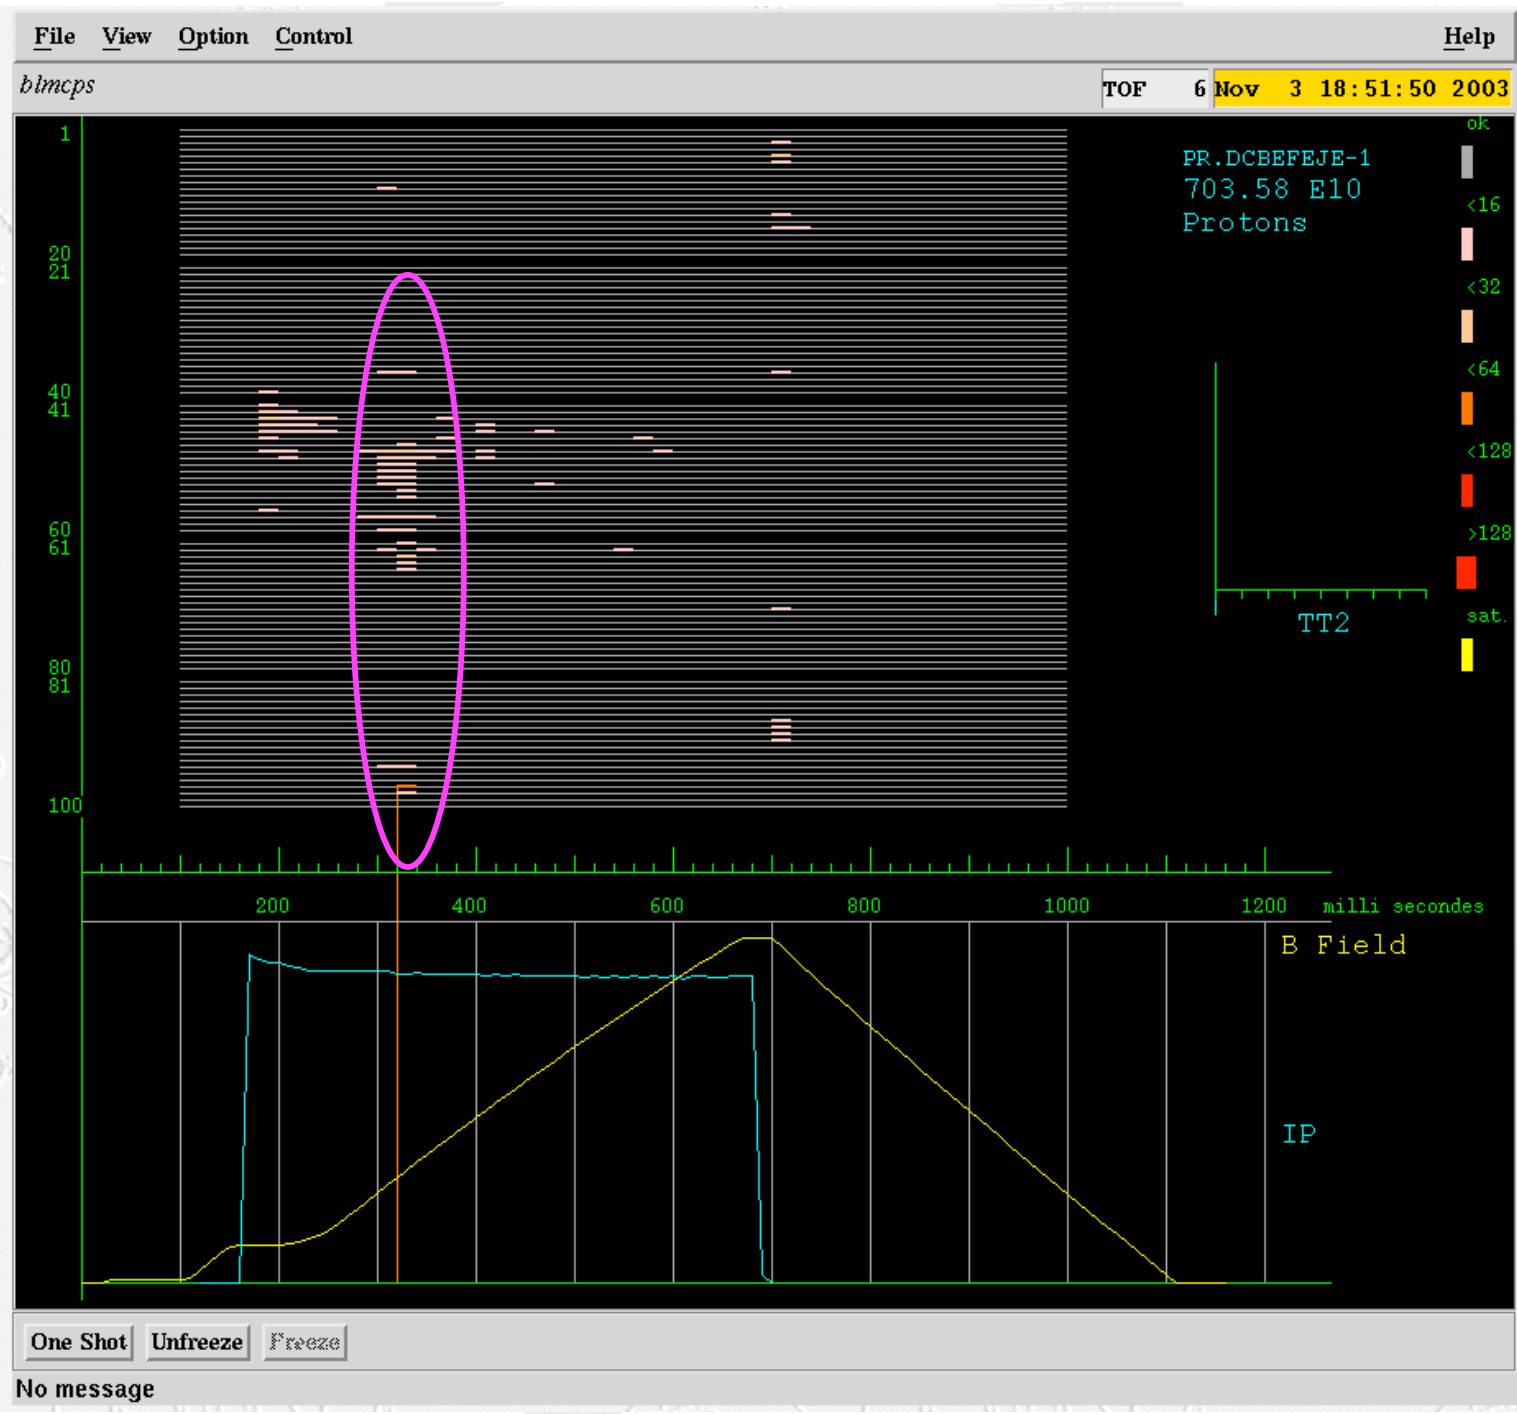 File View Option Control Help
blmcps
TOF 6 Nov 3 18:51:50 2003
ok
1
PR.DCBEFEJE-1
703.58 E10
Protons
<16
20
21
<32
<64
40
41
<128
60
61
>128
TT2
sat.
80
81
100
200 400 600 800 1000 1200 milli secondes
B Field
IP
One Shot Unfreeze Freeze
No message